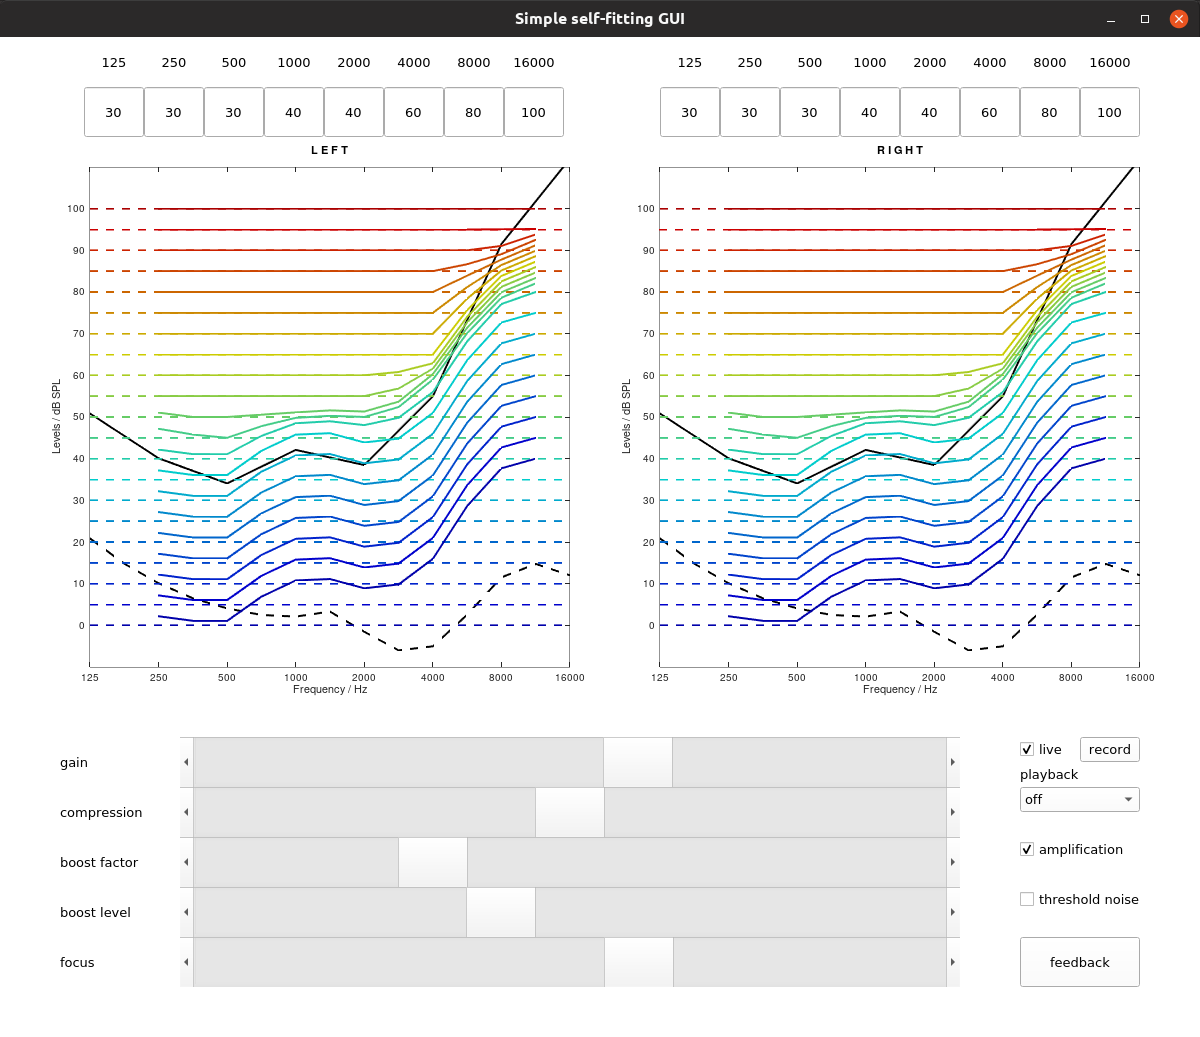 Simple self-fitting GUI
125 250 500 1000 2000 4000 8000 16000
30 30 30 40 40 60 80 100
LEFT
100
90
80
70
60
50
40
30
20
10
0
Levels / dB SPL
125 250 500 1000 2000 4000 8000 16000
Frequency / Hz
125 250 500 1000 2000 4000 8000 16000
30 30 30 40 40 60 80 100
RIGHT
100
90
80
70
60
50
40
30
20
10
0
Levels / dB SPL
125 250 500 1000 2000 4000 8000 16000
Frequency / Hz
gain
compression
boost factor
boost level
focus
live record
playback
off
amplification
threshold noise
feedback